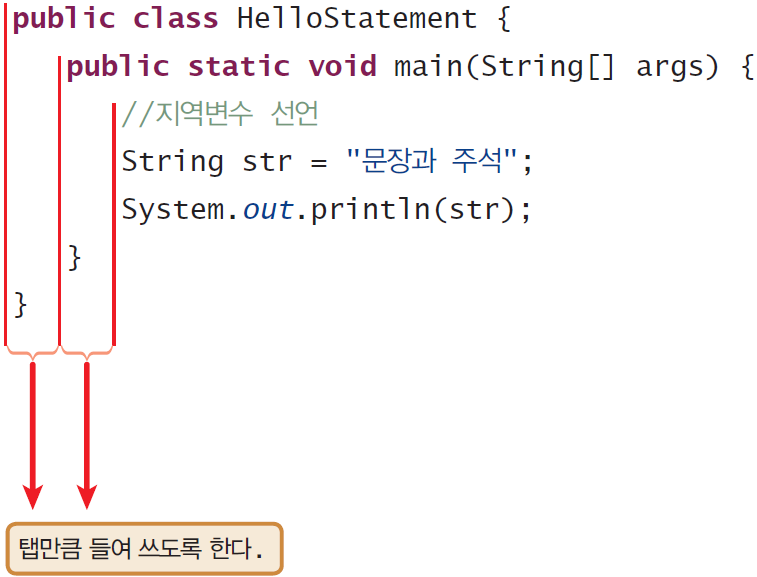 public class HelloStatement {
public static void main(String[] args) {
//지역변수 선언
String str = "문장과 주석";
System.out.println(str);
}
}
탭만큼 들여 쓰도록 한다.